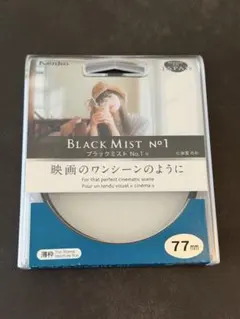 Kenko
BLACK MIST No1
ブラックミスト No.1
映画のワンシーンのように
For that perfect cinematic scene
Pour un rendu visuel « cinéma »
薄枠
77mm